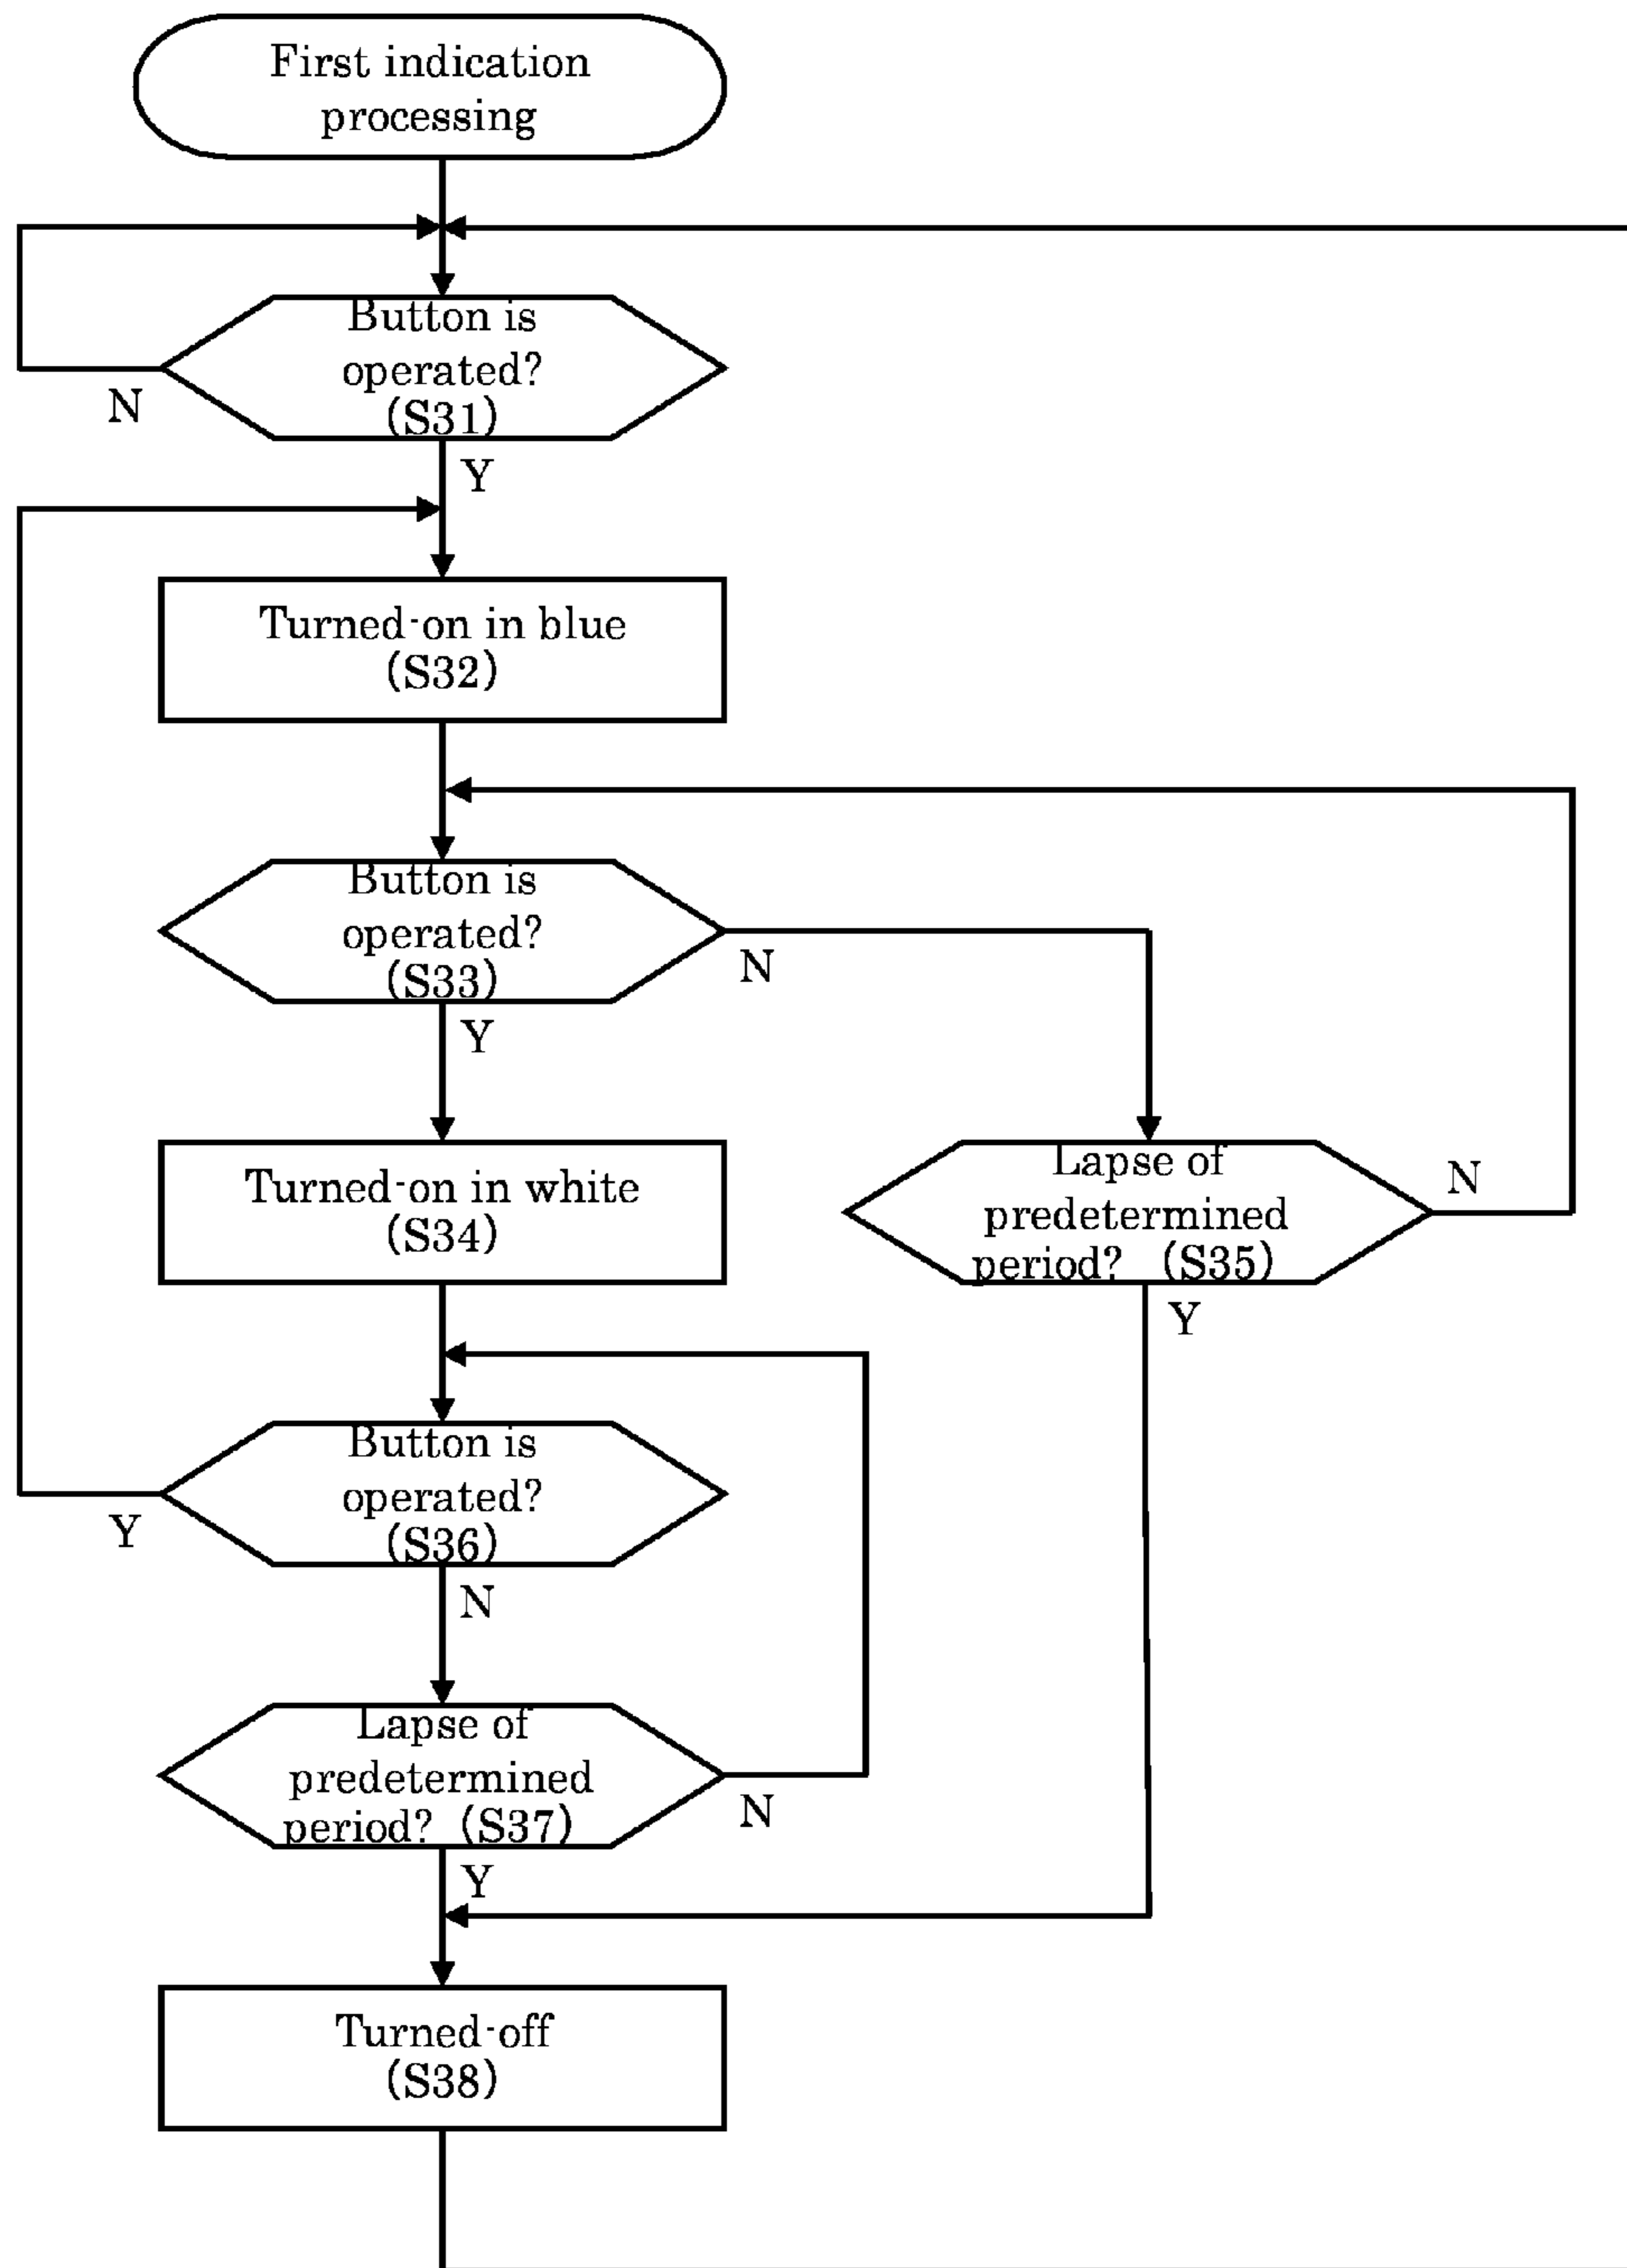 First indication
processing
Button is
operated?
(S31)
N
Y
Turned-on in blue
(S32)
Button is
operated?
(S33)
N
Y
Turned-on in white
(S34)
Lapse of
predetermined
period? (S35)
N
Y
Button is
operated?
(S36)
Y
N
Lapse of
predetermined
period? (S37)
N
Y
Turned-off
(S38)